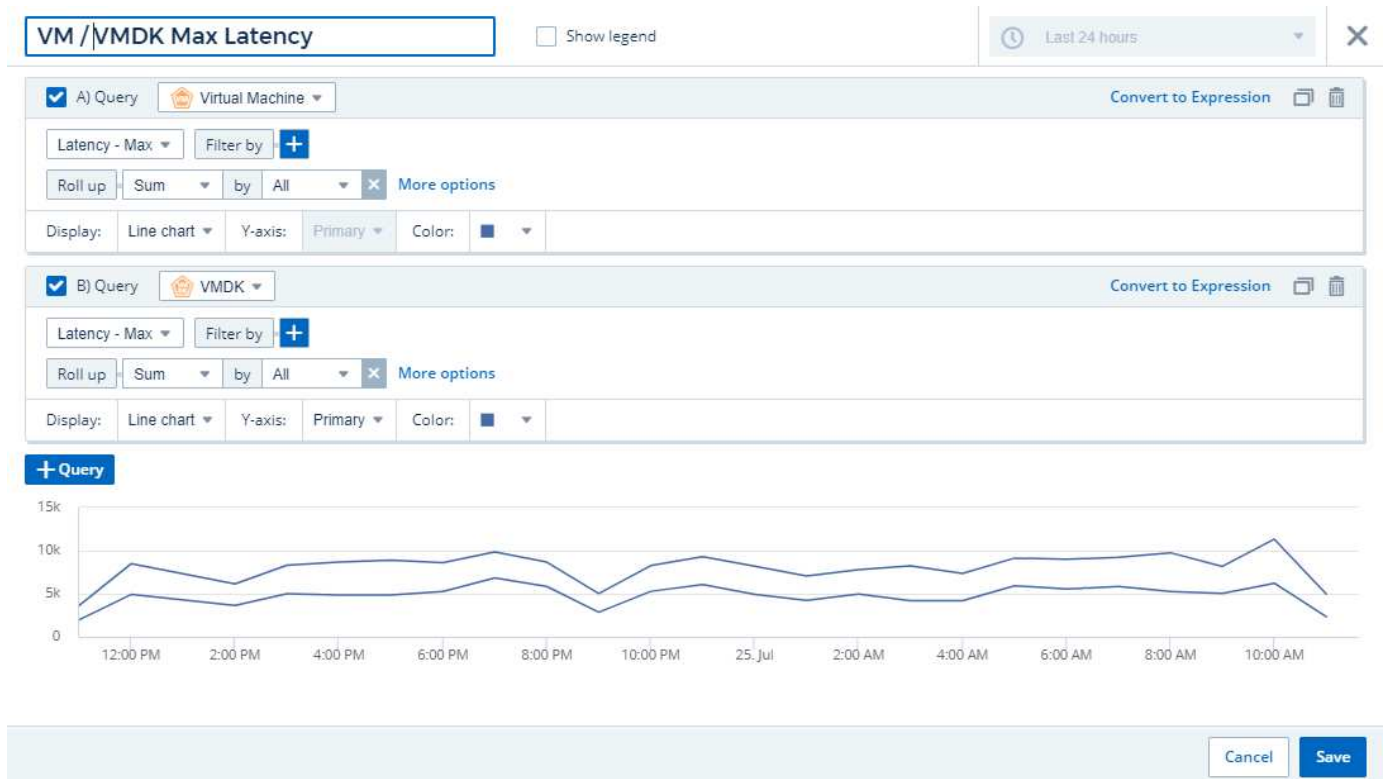 VM / VMDK Max Latency Show legend Last 24 hours
A) Query Virtual Machine Convert to Expression
Latency - Max Filter by +
Roll up Sum by All × More options
Display: Line chart Y-axis: Primary Color:
B) Query VMDK Convert to Expression
Latency - Max Filter by +
Roll up Sum by All × More options
Display: Line chart Y-axis: Primary Color:
+ Query
15k
10k
5k
0
12:00 PM 2:00 PM 4:00 PM 6:00 PM 8:00 PM 10:00 PM 25. Jul 2:00 AM 4:00 AM 6:00 AM 8:00 AM 10:00 AM
Cancel Save